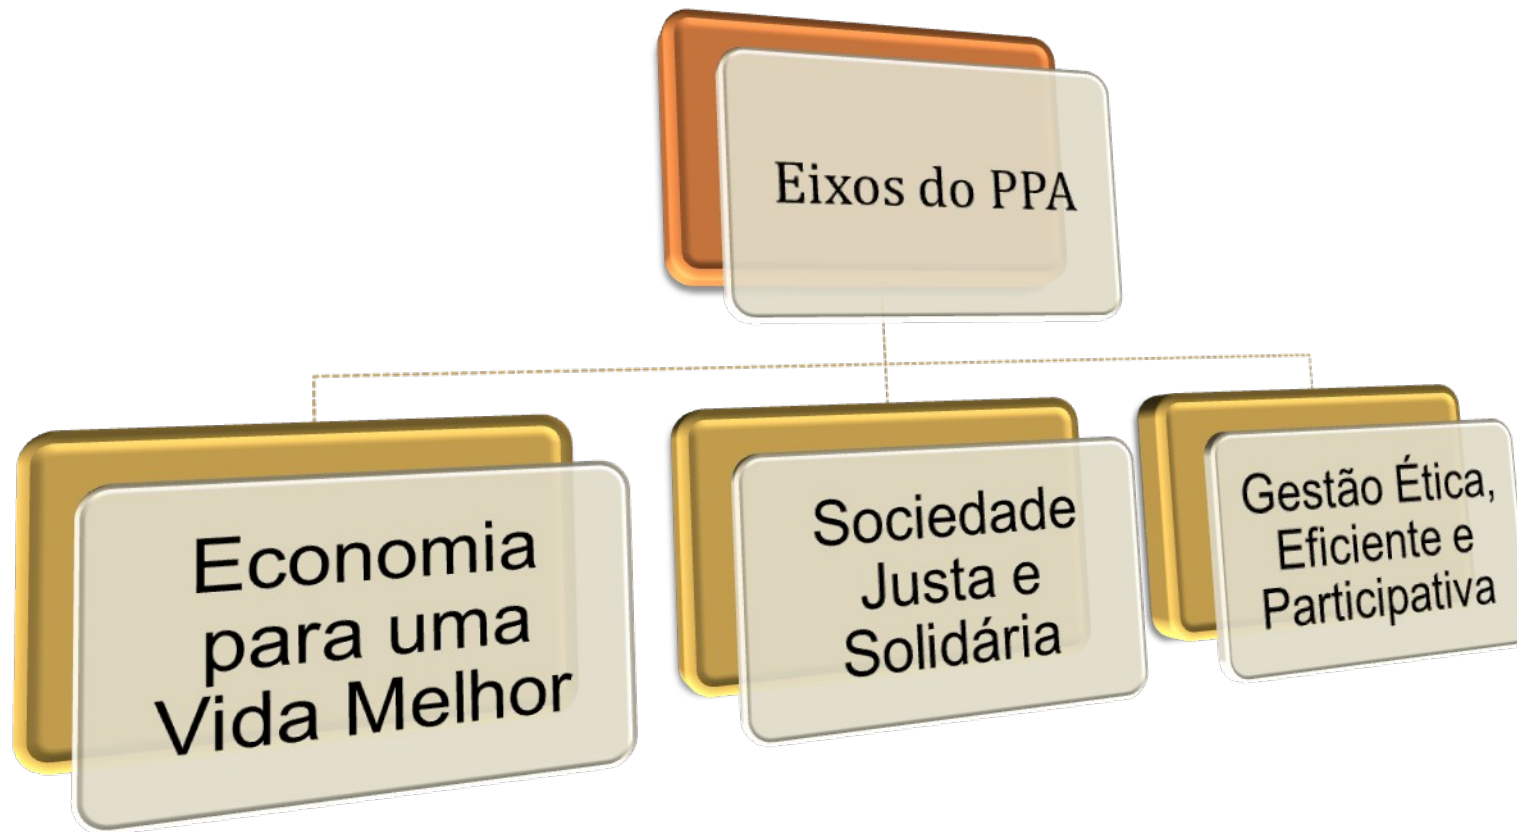 Eixos do PPA
Economia
para uma
Vida Melhor
Sociedade
Justa e
Solidária
Gestão Ética,
Eficiente e
Participativa